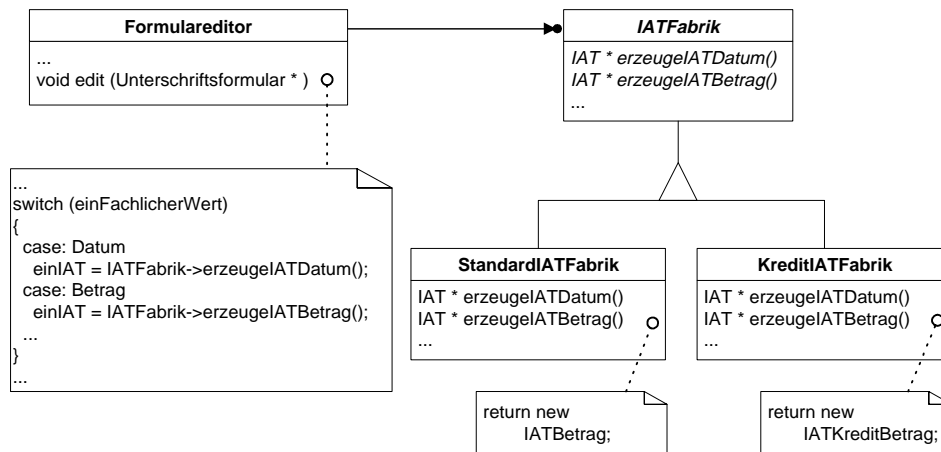 Formulareditor
...
void edit (Unterschriftsformular * )
IATFabrik
IAT * erzeugeIATDatum()
IAT * erzeugeIATBetrag()
...
...
switch (einFachlicherWert)
{
case: Datum
einIAT = IATFabrik->erzeugeIATDatum();
case: Betrag
einIAT = IATFabrik->erzeugeIATBetrag();
...
}
...
StandardIATFabrik
IAT * erzeugeIATDatum()
IAT * erzeugeIATBetrag()
...
KreditIATFabrik
IAT * erzeugeIATDatum()
IAT * erzeugeIATBetrag()
...
return new
IATBetrag;
return new
IATKreditBetrag;